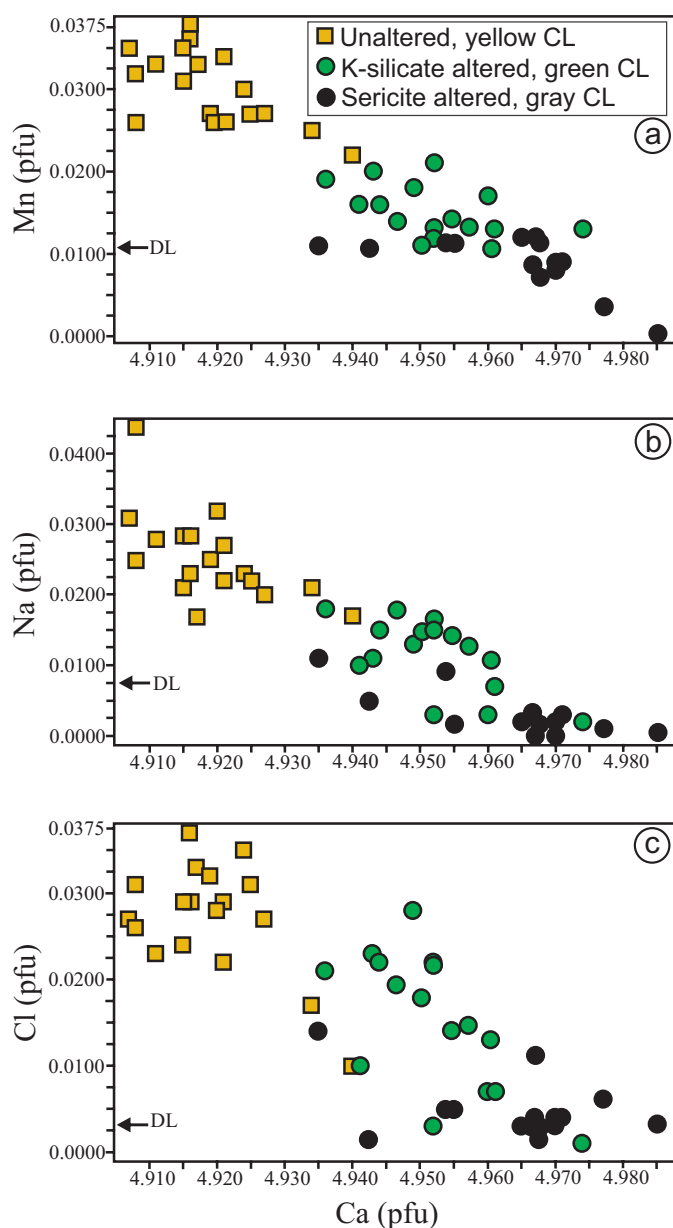 0.0375
0.0300
0.0200
0.0100
0.0000
Mn (pfu)
DL
Unaltered, yellow CL
K-silicate altered, green CL
Sericite altered, gray CL
a
4.910 4.920 4.930 4.940 4.950 4.960 4.970 4.980
0.0400
0.0300
0.0200
0.0100
0.0000
Na (pfu)
DL
b
4.910 4.920 4.930 4.940 4.950 4.960 4.970 4.980
0.0375
0.0300
0.0200
0.0100
0.0000
Cl (pfu)
DL
c
4.910 4.920 4.930 4.940 4.950 4.960 4.970 4.980
Ca (pfu)